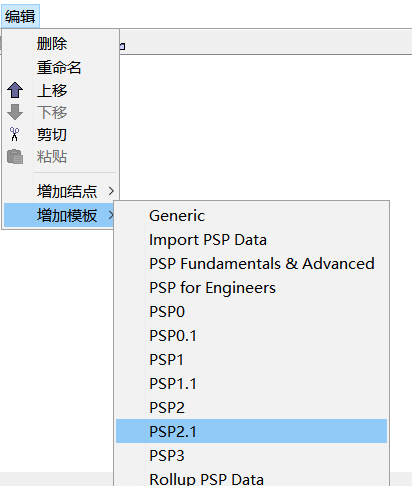 编辑
删除
重命名
上移
下移
剪切
粘贴
增加结点
增加模板
Generic
Import PSP Data
PSP Fundamentals & Advanced
PSP for Engineers
PSP0
PSP0.1
PSP1
PSP1.1
PSP2
PSP2.1
PSP3
Rollup PSP Data